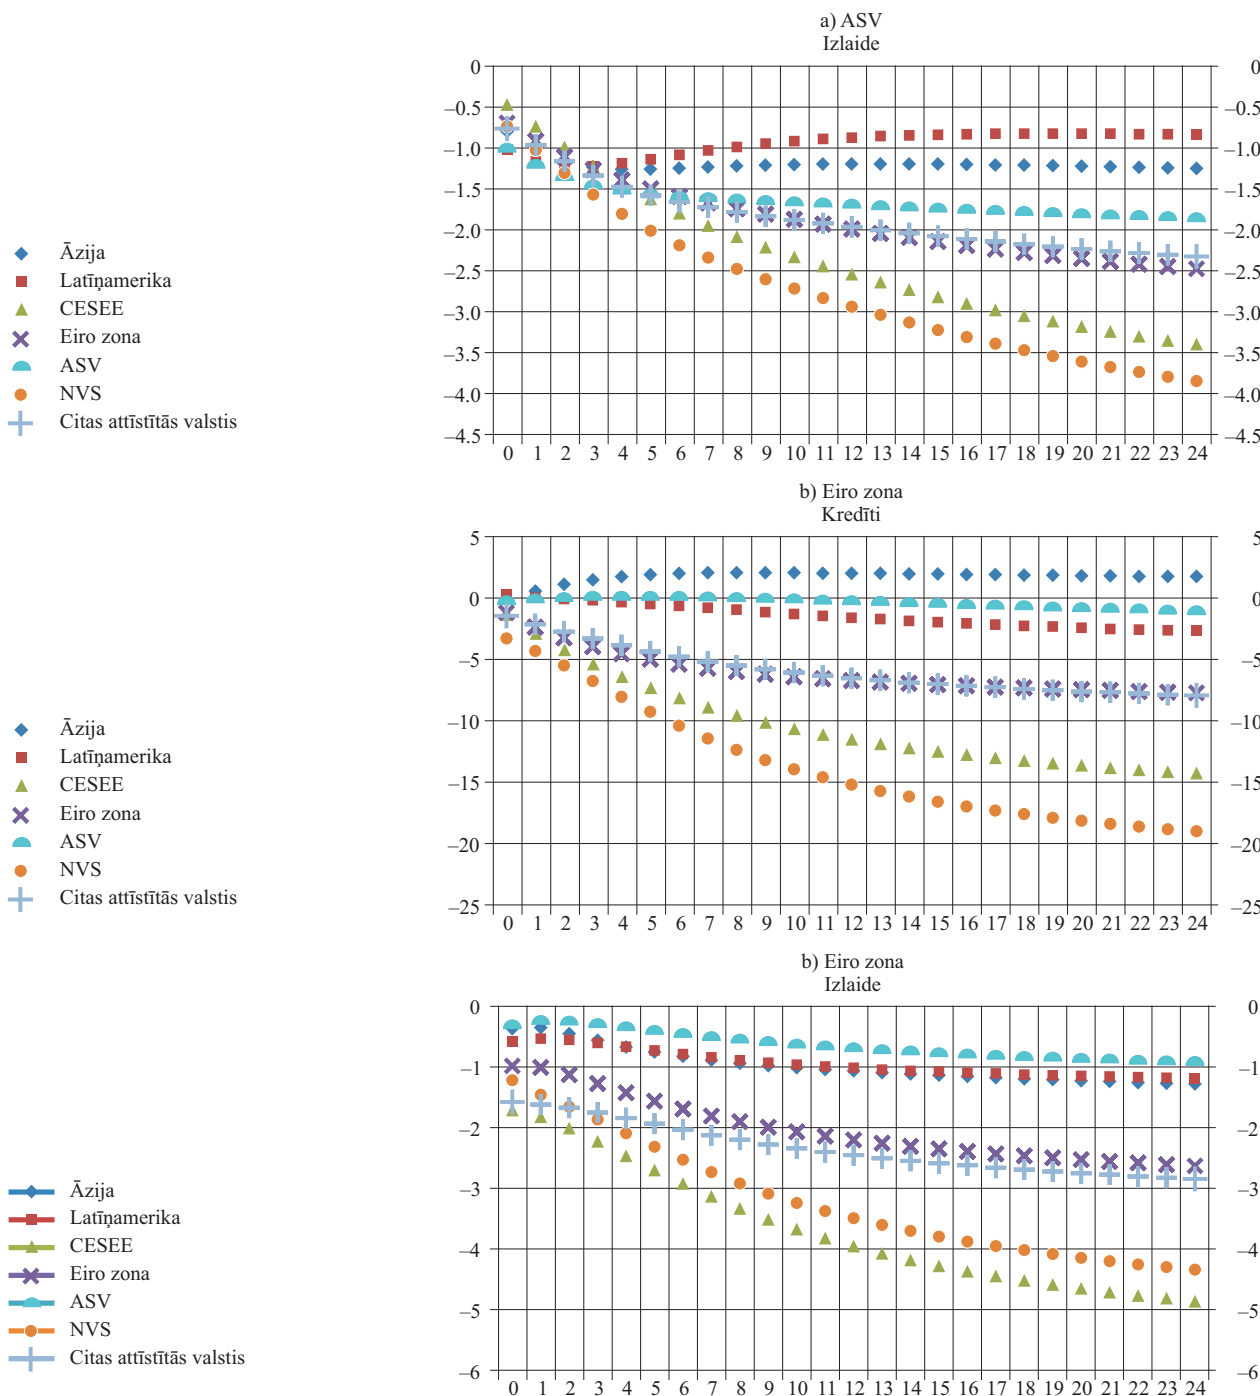 a) ASV
Izlaide
0 0
–0.5 –0.5
–1.0 –1.0
–1.5 –1.5
–2.0 –2.0
–2.5 –2.5
–3.0 –3.0
–3.5 –3.5
–4.0 –4.0
–4.5 –4.5
0 1 2 3 4 5 6 7 8 9 10 11 12 13 14 15 16 17 18 19 20 21 22 23 24
Āzija
Latīņamerika
CESEE
Eiro zona
ASV
NVS
Citas attīstītās valstis
b) Eiro zona
Kredīti
5 5
0 0
–5 –5
–10 –10
–15 –15
–20 –20
–25 –25
0 1 2 3 4 5 6 7 8 9 10 11 12 13 14 15 16 17 18 19 20 21 22 23 24
Āzija
Latīņamerika
CESEE
Eiro zona
ASV
NVS
Citas attīstītās valstis
b) Eiro zona
Izlaide
0 0
–1 –1
–2 –2
–3 –3
–4 –4
–5 –5
–6 –6
0 1 2 3 4 5 6 7 8 9 10 11 12 13 14 15 16 17 18 19 20 21 22 23 24
Āzija
Latīņamerika
CESEE
Eiro zona
ASV
NVS
Citas attīstītās valstis